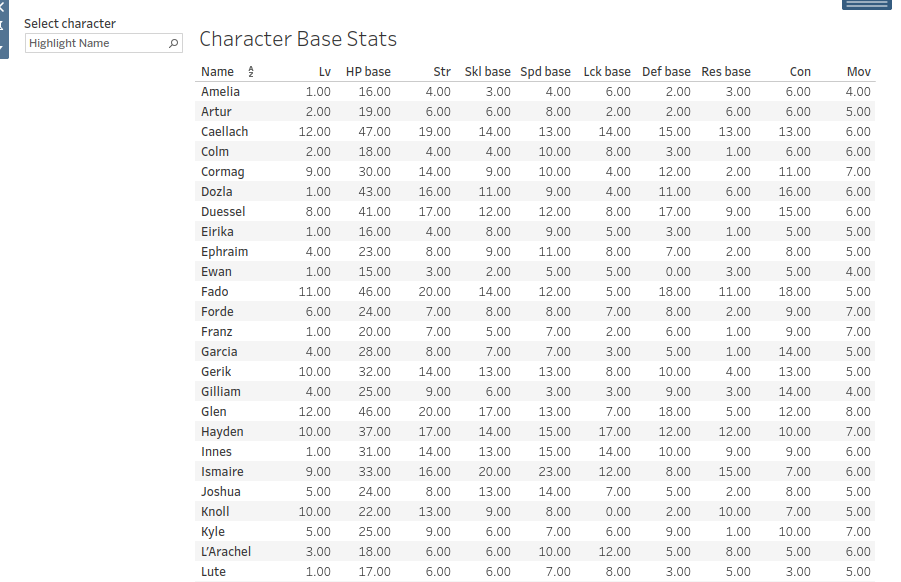 Select character
Highlight Name
Character Base Stats
Name Lv HP base Str Skl base Spd base Lck base Def base Res base Con Mov
Amelia 1.00 16.00 4.00 3.00 4.00 6.00 2.00 3.00 6.00 4.00
Artur 2.00 19.00 6.00 6.00 8.00 2.00 2.00 6.00 6.00 5.00
Caellach 12.00 47.00 19.00 14.00 13.00 14.00 15.00 13.00 13.00 6.00
Colm 2.00 18.00 4.00 4.00 10.00 8.00 3.00 1.00 6.00 6.00
Cormag 9.00 30.00 14.00 9.00 10.00 4.00 12.00 2.00 11.00 7.00
Dozla 1.00 43.00 16.00 11.00 9.00 4.00 11.00 6.00 16.00 6.00
Duessel 8.00 41.00 17.00 12.00 12.00 8.00 17.00 9.00 15.00 6.00
Eirika 1.00 16.00 4.00 8.00 9.00 5.00 3.00 1.00 5.00 5.00
Ephraim 4.00 23.00 8.00 9.00 11.00 8.00 7.00 2.00 8.00 5.00
Ewan 1.00 15.00 3.00 2.00 5.00 5.00 0.00 3.00 5.00 4.00
Fado 11.00 46.00 20.00 14.00 12.00 5.00 18.00 11.00 18.00 5.00
Forde 6.00 24.00 7.00 8.00 8.00 7.00 8.00 2.00 9.00 7.00
Franz 1.00 20.00 7.00 5.00 7.00 2.00 6.00 1.00 9.00 7.00
Garcia 4.00 28.00 8.00 7.00 7.00 3.00 5.00 1.00 14.00 5.00
Gerik 10.00 32.00 14.00 13.00 13.00 8.00 10.00 4.00 13.00 5.00
Gilliam 4.00 25.00 9.00 6.00 3.00 3.00 9.00 3.00 14.00 4.00
Glen 12.00 46.00 20.00 17.00 13.00 7.00 18.00 5.00 12.00 8.00
Hayden 10.00 37.00 17.00 14.00 15.00 17.00 12.00 12.00 10.00 7.00
Innes 1.00 31.00 14.00 13.00 15.00 14.00 10.00 9.00 9.00 6.00
Ismaire 9.00 33.00 16.00 20.00 23.00 12.00 8.00 15.00 7.00 6.00
Joshua 5.00 24.00 8.00 13.00 14.00 7.00 5.00 2.00 8.00 5.00
Knoll 10.00 22.00 13.00 9.00 8.00 0.00 2.00 10.00 7.00 5.00
Kyle 5.00 25.00 9.00 6.00 7.00 6.00 9.00 1.00 10.00 7.00
L'Arachel 3.00 18.00 6.00 6.00 10.00 12.00 5.00 8.00 5.00 6.00
Lute 1.00 17.00 6.00 6.00 7.00 8.00 3.00 5.00 3.00 5.00